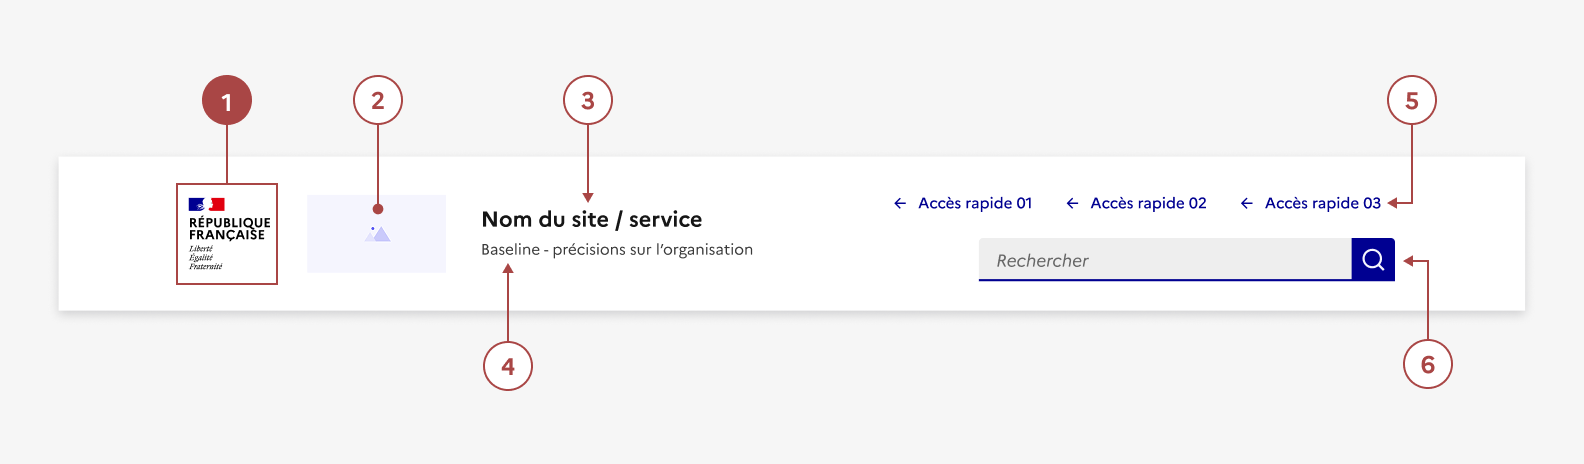 1
2
3
5
RÉPUBLIQUE
FRANÇAISE
Liberté
Égalité
Fraternité
Nom du site / service
Baseline - précisions sur l’organisation
Accès rapide 01
Accès rapide 02
Accès rapide 03
Rechercher
4
6